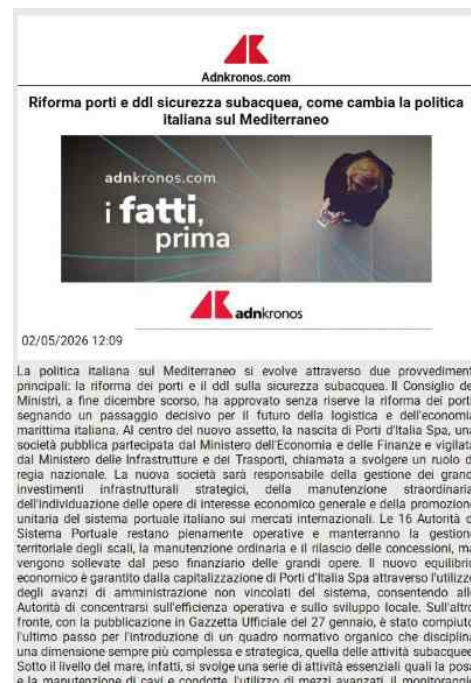 Adnkronos.com
Riforma porti e ddl sicurezza subacquea, come cambia la politica
italiana sul Mediterraneo
adnkronos.com
i fatti,
prima
adnkronos
02/05/2026 12:09
La politica italiana sul Mediterraneo si evolve attraverso due provvediment
principali: la riforma dei porti e il ddl sulla sicurezza subacquea. Il Consiglio de
Ministri, a fine dicembre scorso, ha approvato senza riserve la riforma dei porti
segnando un passaggio decisivo per il futuro della logistica e dell'economia
marittima italiana. Al centro del nuovo assetto, la nascita di Porti d'Italia Spa, una
società pubblica partecipata dal Ministero dell'Economia e delle Finanze e vigilata
dal Ministero delle Infrastrutture e dei Trasporti, chiamata a svolgere un ruolo d
regia nazionale. La nuova società sarà responsabile della gestione dei grand
investimenti infrastrutturali strategici, della manutenzione straordinaria
dell'individuazione delle opere di interesse economico generale e della promozione
unitaria del sistema portuale italiano sui mercati internazionali. Le 16 Autorità d
Sistema Portuale restano pienamente operative e manterranno la gestione
territoriale degli scali, la manutenzione ordinaria e il rilascio delle concessioni, ma
vengono sollevate dal peso finanziario delle grandi opere. Il nuovo equilibrio
economico è garantito dalla capitalizzazione di Porti d'Italia Spa attraverso l'utilizzo
degli avanzi di amministrazione non vincolati del sistema, consentendo alle
Autorità di concentrarsi sull'efficienza operativa e sullo sviluppo locale. Sull'altro
fronte, con la pubblicazione in Gazzetta Ufficiale del 27 gennaio, è stato compiuto
l'ultimo passo per l'introduzione di un quadro normativo organico che disciplina
una dimensione sempre più complessa e strategica, quella delle attività subacquee
Sotto il livello del mare, infatti, si svolge una serie di attività essenziali quali la posa
e la manutenzione di cavi e condotte, l'utilizzo di mezzi avanzati, il monitoraggio